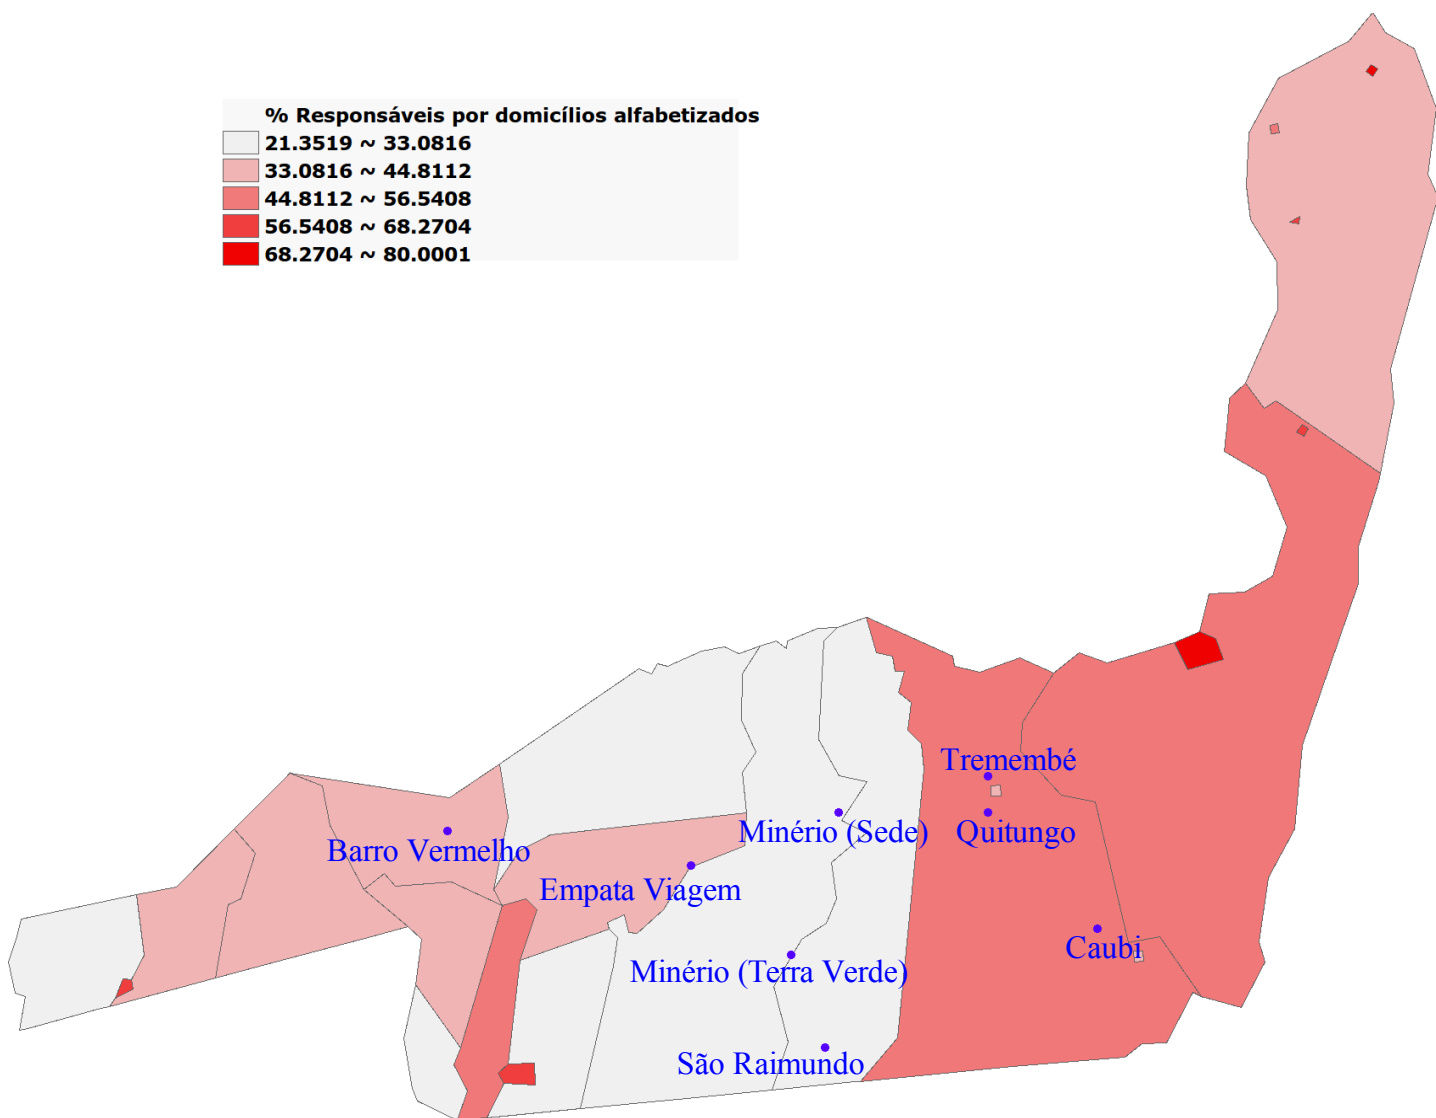 % Responsáveis por domicílios alfabetizados
21.3519 ~ 33.0816
33.0816 ~ 44.8112
44.8112 ~ 56.5408
56.5408 ~ 68.2704
68.2704 ~ 80.0001
Tremembé
Minério (Sede)
Quitungo
Barro Vermelho
Empata Viagem
Caubi
Minério (Terra Verde)
São Raimundo